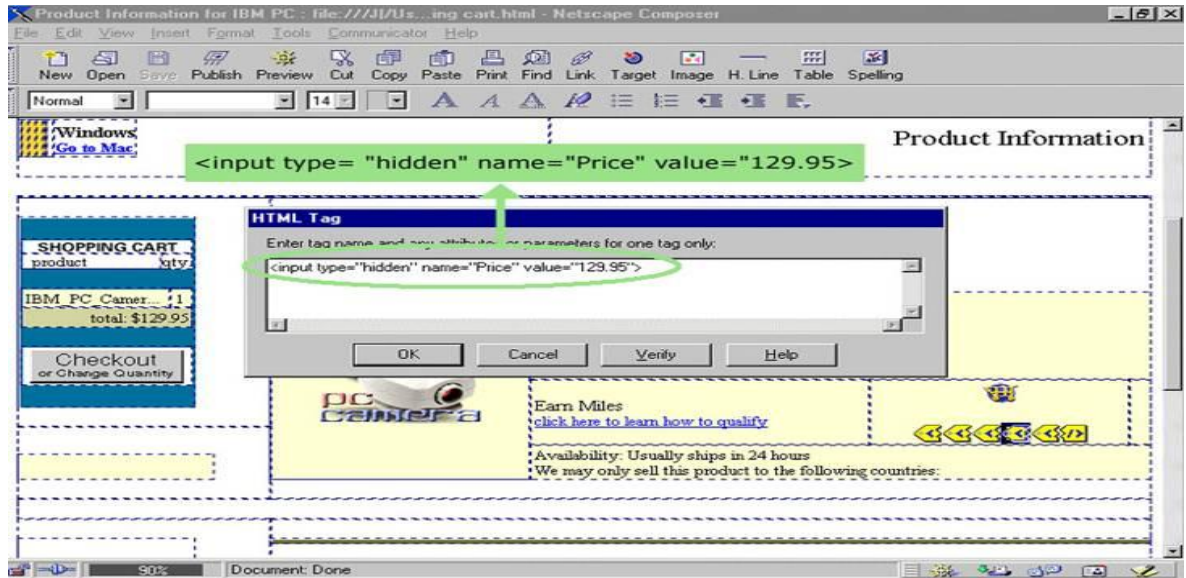 Product Information for IBM PC : file:///J|/Us...ing cart.html - Netscape Composer
File Edit View Insert Format Tools Communicator Help
New Open Save Publish Preview Cut Copy Paste Print Find Link Target Image H. Line Table Spelling
Normal 14
Windows
Go to Mac
Product Information
<input type= "hidden" name="Price" value="129.95>
HTML Tag
Enter tag name and any attributes or parameters for one tag only:
<input type="hidden" name="Price" value="129.95">
OK Cancel Verify Help
SHOPPING CART
product qty
IBM_PC_Camer... 1
total: $129.95
Checkout
or Change Quantity
pc
camera
Earn Miles
click here to learn how to qualify
Availability: Usually ships in 24 hours
We may only sell this product to the following countries:
90% Document: Done